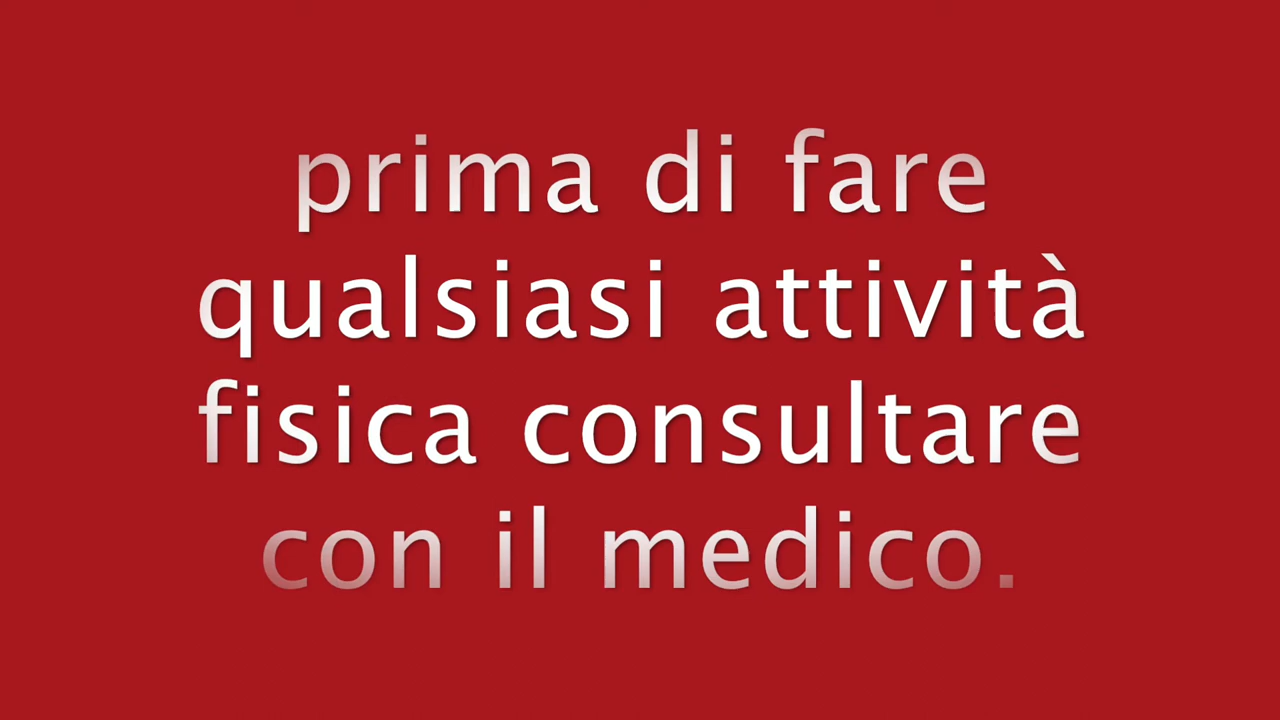 prima di fare
qualsiasi attività
fisica consultare
con il medico.